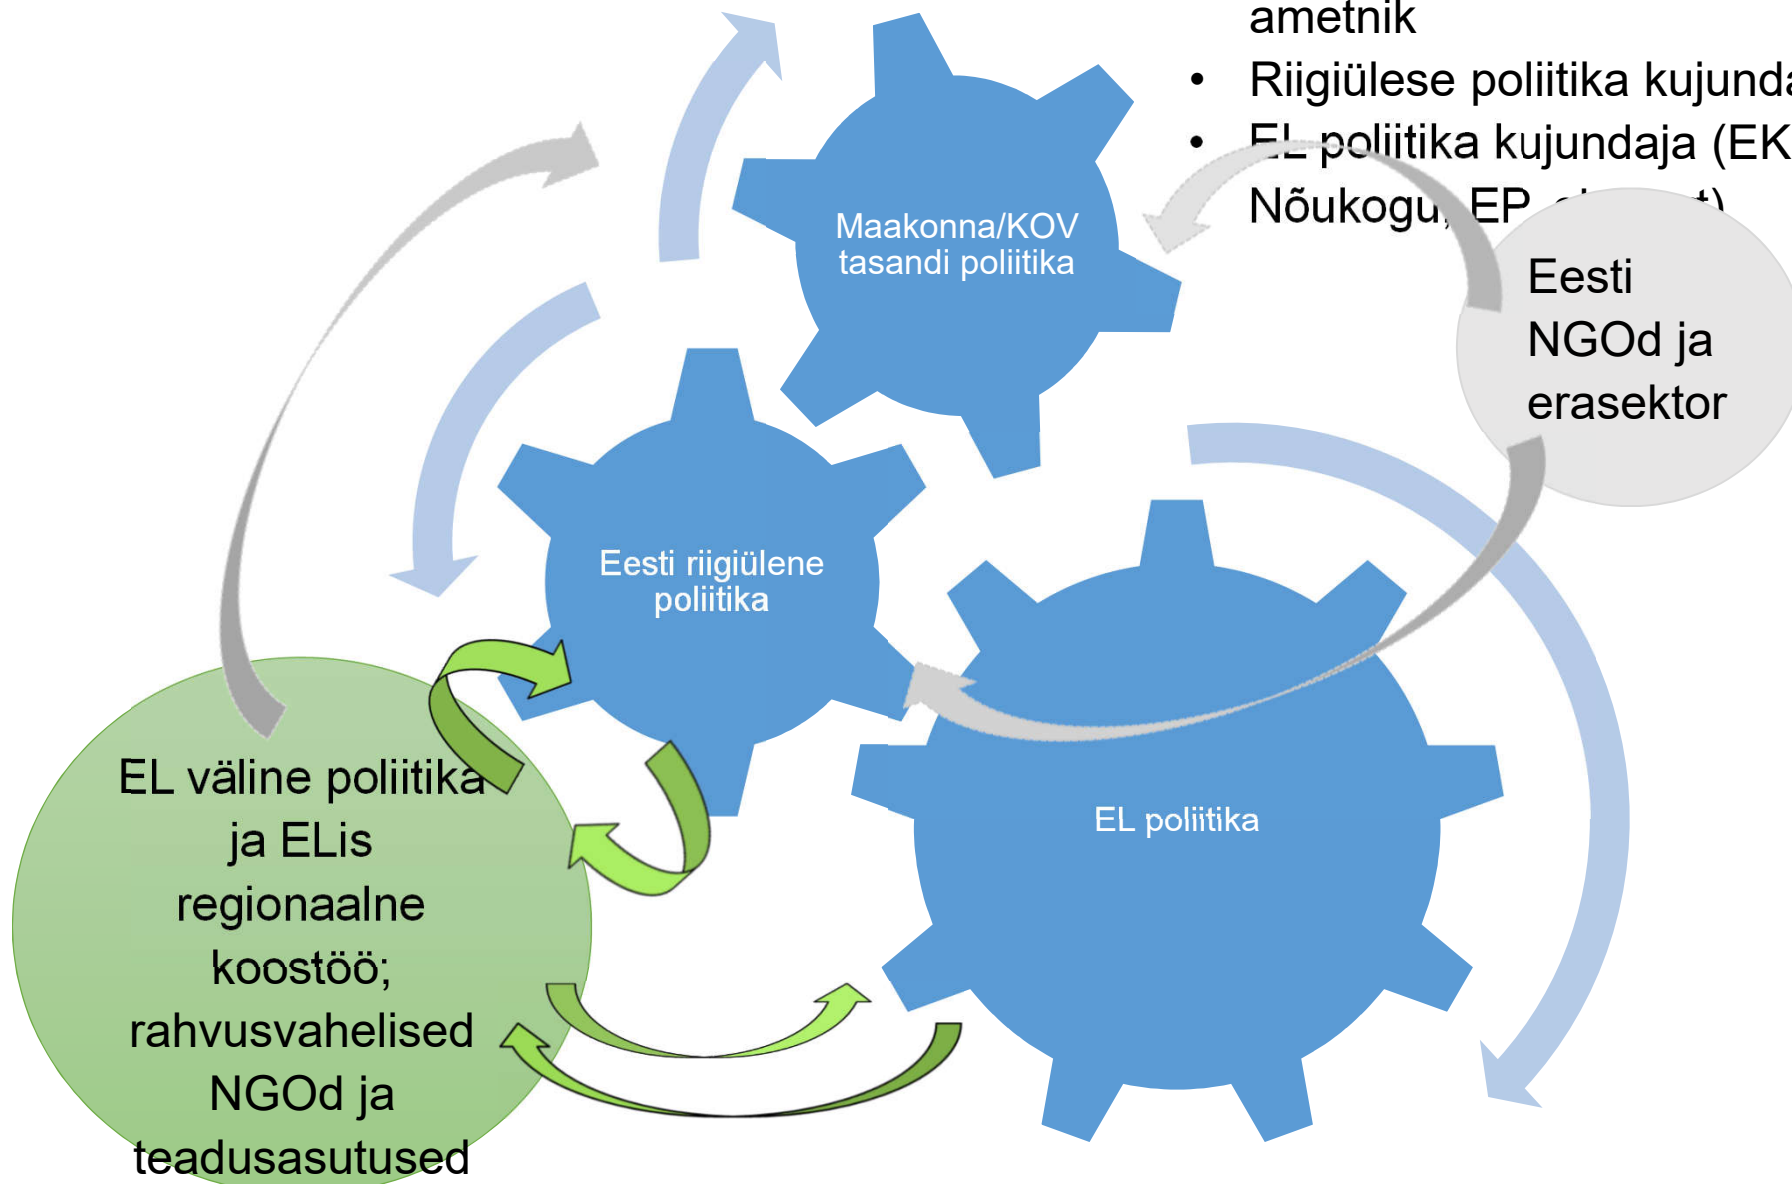 ametnik
• Riigiülese poliitika
• EL poliitika kujundaja (EK
Nõukogu, EP
Maakonna/KOV
tasandi poliitika
Eesti
NGOd ja
erasektor
Eesti riigiülene
poliitika
EL poliitika
EL väline poliitika
ja ELis
regionaalne
koostöö;
rahvusvahelised
NGOd ja
teadusasutused